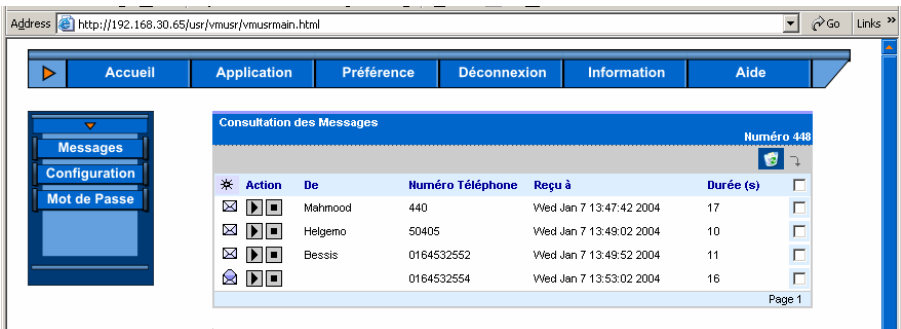 Address http://192.168.30.65/usr/vmusr/vmusrmain.html Go Links »
Accueil Application Préférence Déconnexion Information Aide
Messages
Configuration
Mot de Passe
Consultation des Messages
Numéro 448
Action De Numéro Téléphone Reçu à Durée (s)
Mahmood 440 Wed Jan 7 13:47:42 2004 17
Helgemo 50405 Wed Jan 7 13:49:02 2004 10
Bessis 0164532552 Wed Jan 7 13:49:52 2004 11
0164532554 Wed Jan 7 13:53:02 2004 16
Page 1